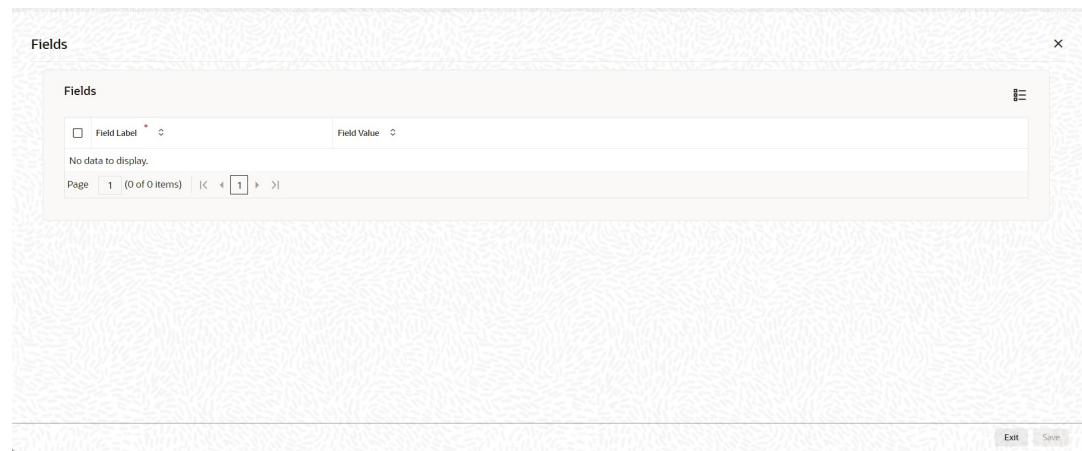 Fields
Fields
Field Label * Field Value
No data to display.
Page 1 (0 of 0 items) 1
Exit Save